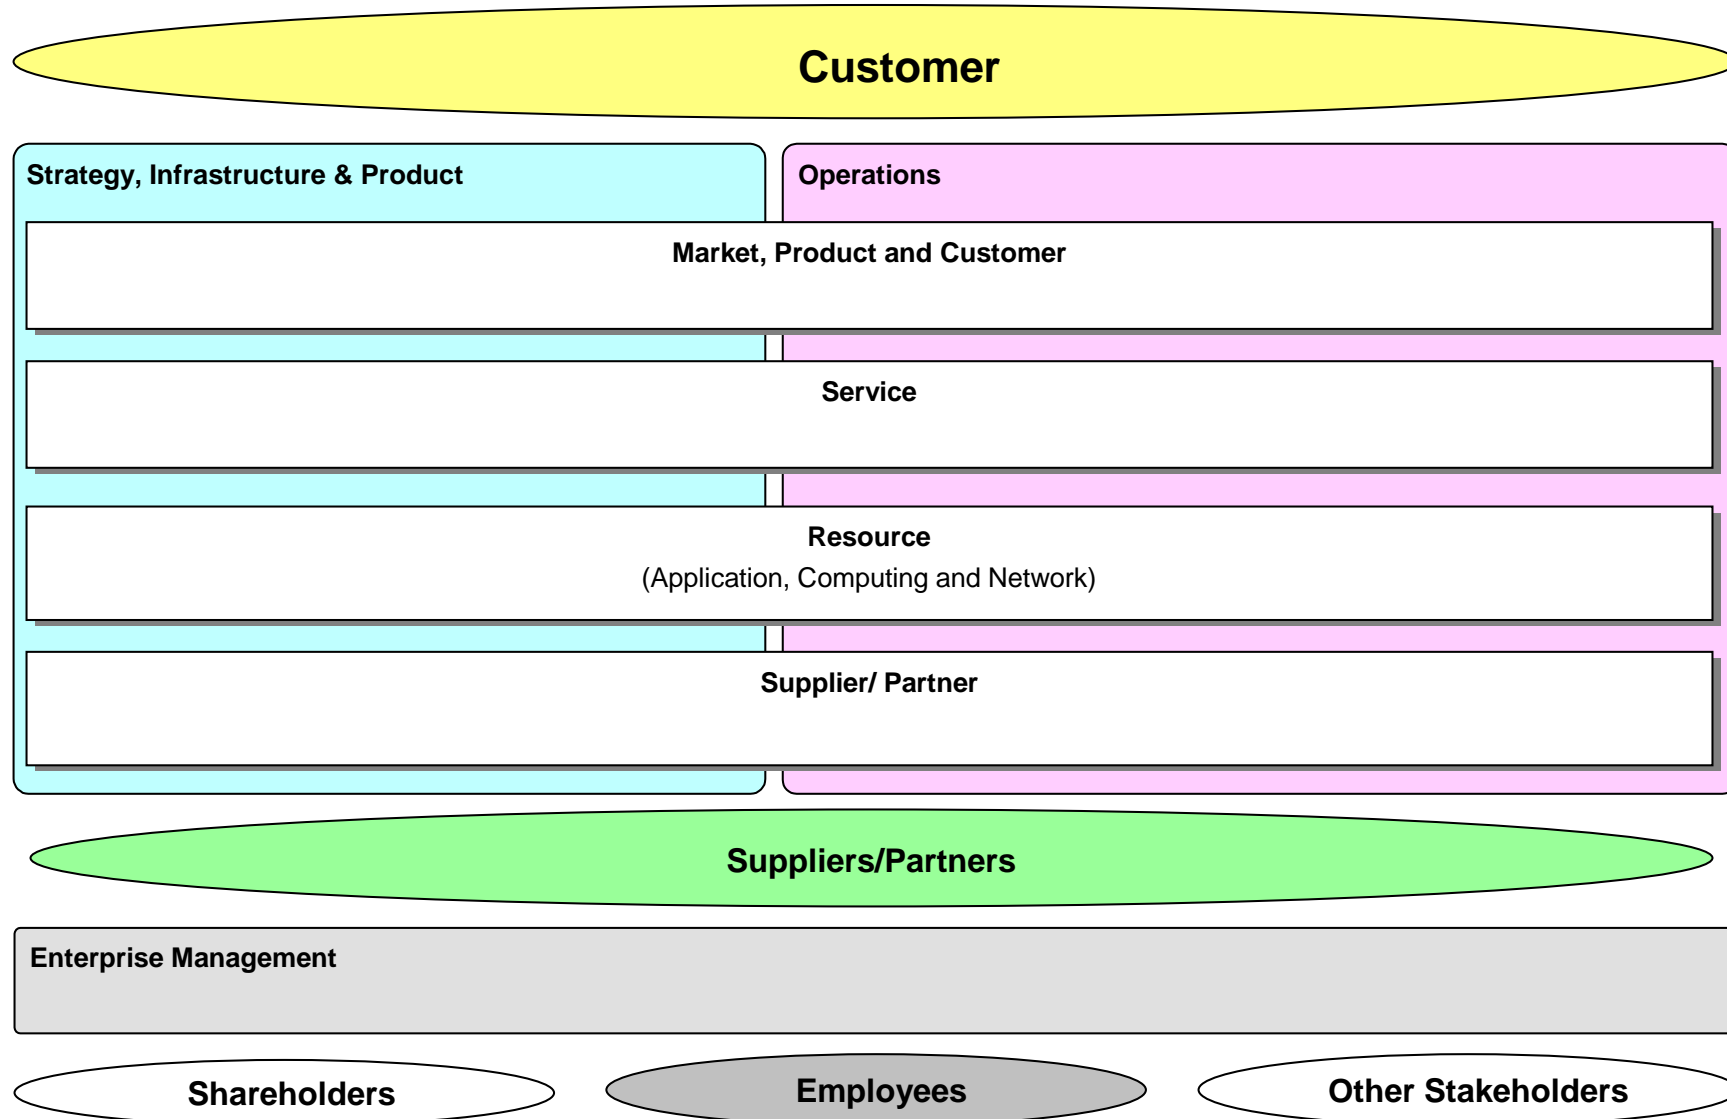 Customer
Strategy, Infrastructure & Product
Operations
Market, Product and Customer
Service
Resource
(Application, Computing and Network)
Supplier/ Partner
Suppliers/Partners
Enterprise Management
Shareholders
Employees
Other Stakeholders